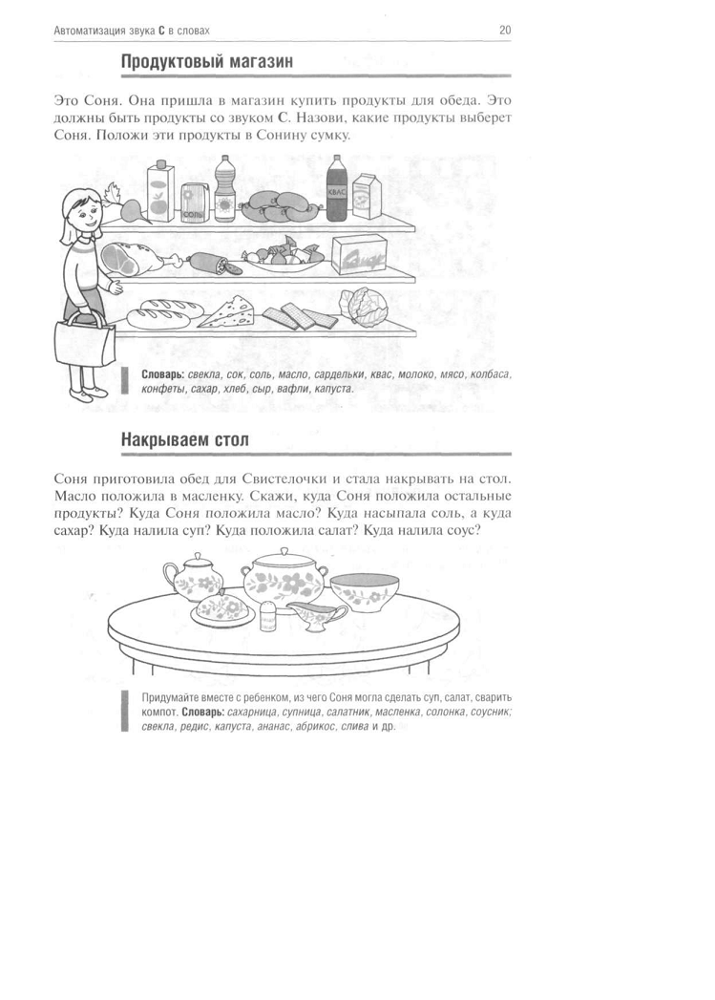 Автоматизация звука С в словах 20
Продуктовый магазин
Это Соня. Она пришла в магазин купить продукты для обеда. Это
должны быть продукты со звуком С. Назови, какие продукты выберет
Соня. Положи эти продукты в Сонину сумку.
КВАС
СОЛЬ
Словарь: свекла, сок, соль, масло, сардельки, квас, молоко, мясо, колбаса,
конфеты, сахар, хлеб, сыр, вафли, капуста.
Накрываем стол
Соня приготовила обед для Свистелочки и стала накрывать на стол.
Масло положила в масленку. Скажи, куда Соня положила остальные
продукты? Куда Соня положила масло? Куда насыпала соль, а куда
сахар? Куда налила суп? Куда положила салат? Куда налила соус?
Придумайте вместе с ребенком, из чего Соня могла сделать суп, салат, сварить
компот. Словарь: сахарница, супница, салатник, масленка, солонка, соусник;
свекла, редис, капуста, ананас, абрикос, слива и др.